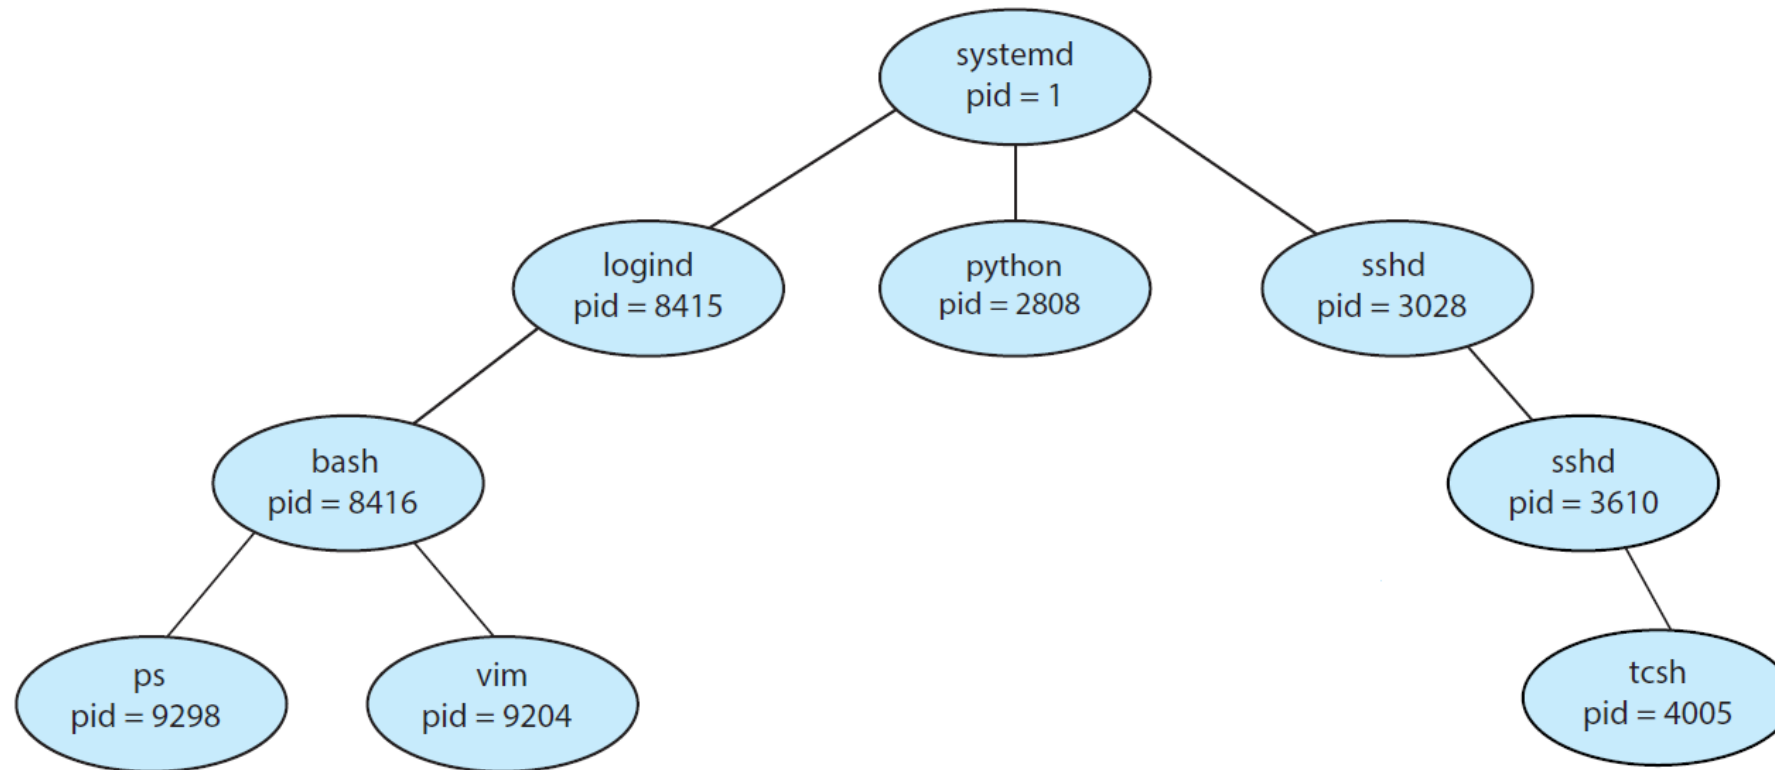 systemd
pid = 1
logind
pid = 8415
python
pid = 2808
sshd
pid = 3028
bash
pid = 8416
sshd
pid = 3610
ps
pid = 9298
vim
pid = 9204
tcsh
pid = 4005